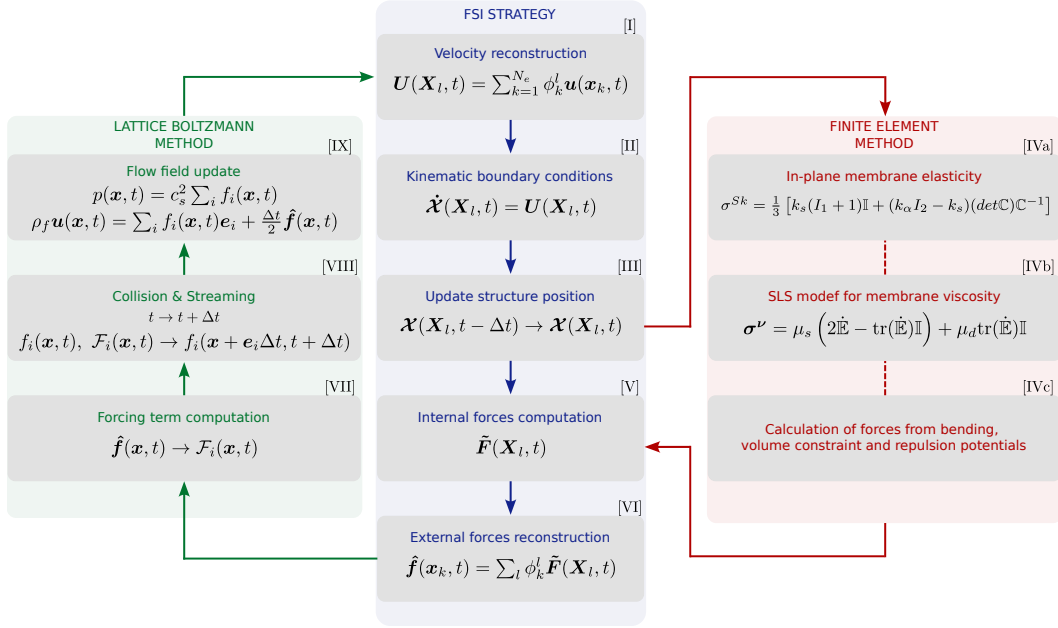 FSI STRATEGY
[I]
Velocity reconstruction
U(X_l, t) = ∑_{k=1}^{N_e} ϕ_k^l u(x_k, t)
[II]
Kinematic boundary conditions
𝓧̇(X_l, t) = U(X_l, t)
[III]
Update structure position
𝓧(X_l, t − Δt) → 𝓧(X_l, t)
FINITE ELEMENT
METHOD
[IVa]
In-plane membrane elasticity
σ^{Sk} = 1/3 [k_s(I_1 + 1)𝕀 + (k_α I_2 − k_s)(detℂ)ℂ^{−1}]
[IVb]
SLS model for membrane viscosity
σ^ν = μ_s (2𝔼̇ − tr(𝔼̇)𝕀) + μ_d tr(𝔼̇)𝕀
[IVc]
Calculation of forces from bending,
volume constraint and repulsion potentials
[V]
Internal forces computation
F̃(X_l, t)
[VI]
External forces reconstruction
f̂(x_k, t) = ∑_l ϕ_k^l F̃(X_l, t)
LATTICE BOLTZMANN
METHOD
[VII]
Forcing term computation
f̂(x, t) → ℱ_i(x, t)
[VIII]
Collision & Streaming
t → t + Δt
f_i(x, t), ℱ_i(x, t) → f_i(x + e_iΔt, t + Δt)
[IX]
Flow field update
p(x, t) = c_s^2 ∑_i f_i(x, t)
ρ_f u(x, t) = ∑_i f_i(x, t)e_i + Δt/2 f̂(x, t)